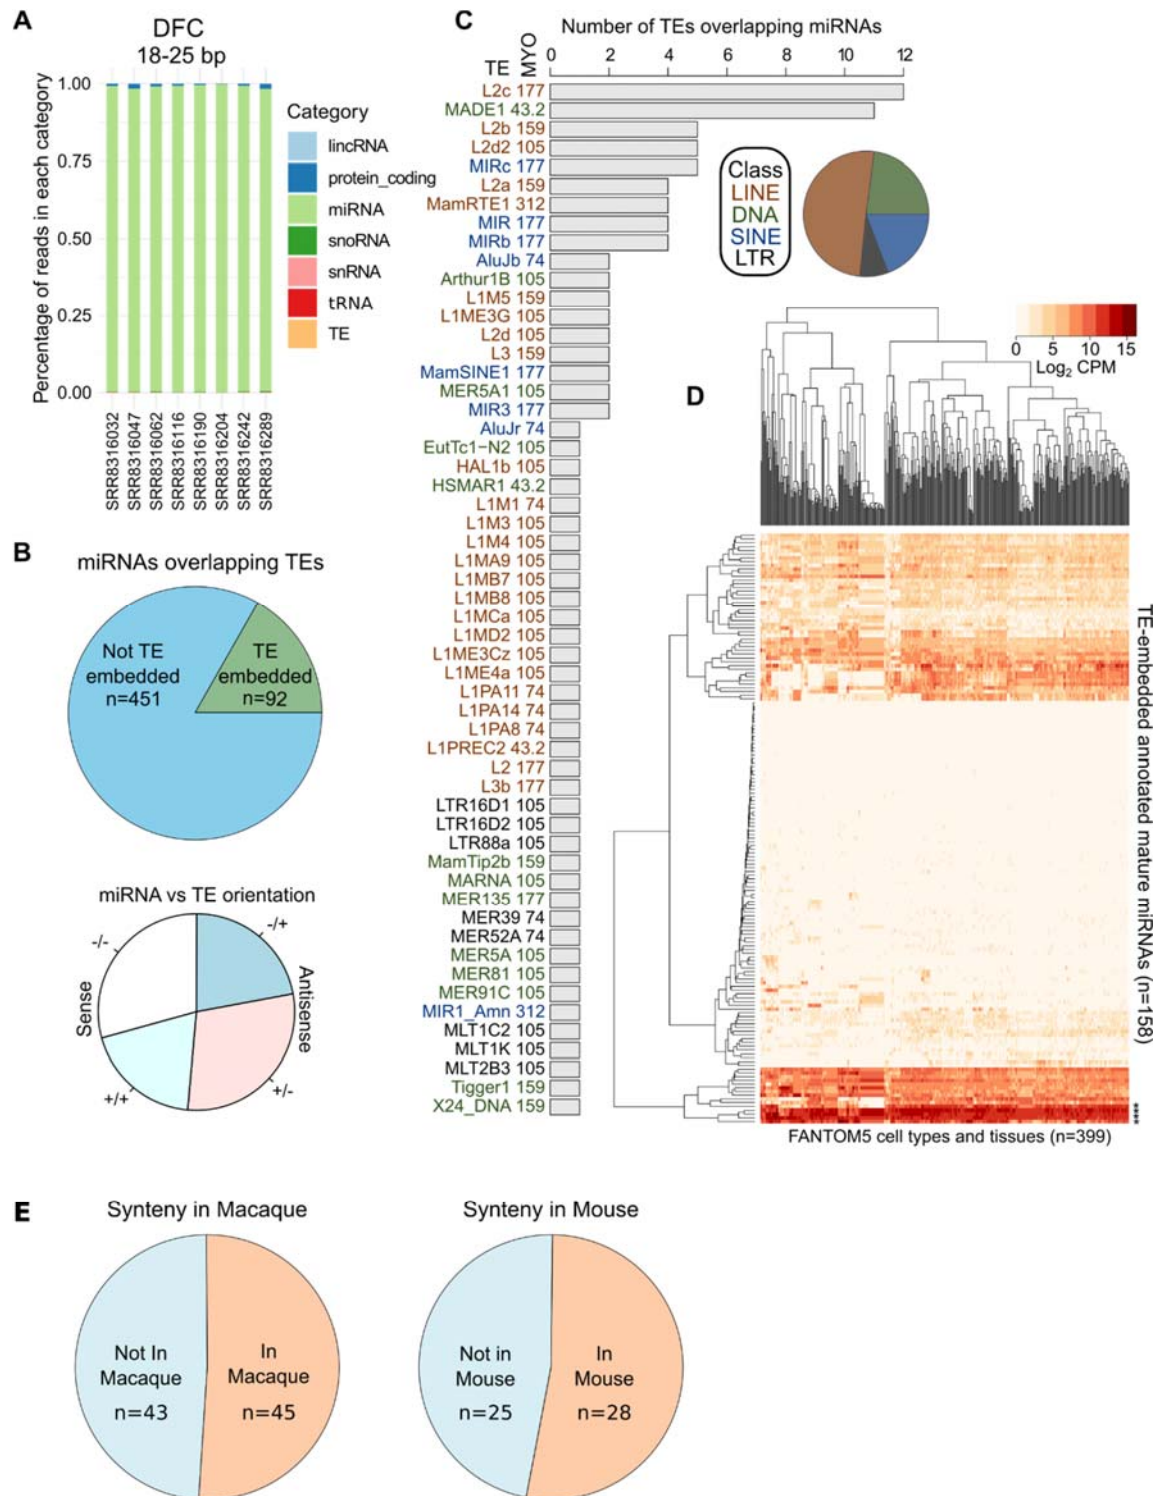 A
DFC
18-25 bp
Percentage of reads in each category
1.00
0.75
0.50
0.25
0.00
SRR8316032
SRR8316047
SRR8316062
SRR8316116
SRR8316190
SRR8316204
SRR8316242
SRR8316289
Category
lincRNA
protein_coding
miRNA
snoRNA
snRNA
tRNA
TE
B
miRNAs overlapping TEs
Not TE
embedded
n=451
TE
embedded
n=92
miRNA vs TE orientation
-/-
-/+
Sense
Antisense
+/+
+/-
C
Number of TEs overlapping miRNAs
TE
MYO
0 2 4 6 8 10 12
L2c 177
MADE1 43.2
L2b 159
L2d2 105
MIRc 177
L2a 159
MamRTE1 312
MIR 177
MIRb 177
AluJb 74
Arthur1B 105
L1M5 159
L1ME3G 105
L2d 105
L3 159
MamSINE1 177
MER5A1 105
MIR3 177
AluJr 74
EutTc1−N2 105
HAL1b 105
HSMAR1 43.2
L1M1 74
L1M3 105
L1M4 105
L1MA9 105
L1MB7 105
L1MB8 105
L1MCa 105
L1MD2 105
L1ME3Cz 105
L1ME4a 105
L1PA11 74
L1PA14 74
L1PA8 74
L1PREC2 43.2
L2 177
L3b 177
LTR16D1 105
LTR16D2 105
LTR88a 105
MamTip2b 159
MARNA 105
MER135 177
MER39 74
MER52A 74
MER5A 105
MER81 105
MER91C 105
MIR1_Amn 312
MLT1C2 105
MLT1K 105
MLT2B3 105
Tigger1 159
X24_DNA 159
Class
LINE
DNA
SINE
LTR
D
0 5 10 15
Log₂ CPM
TE-embedded annotated mature miRNAs (n=158)
****
FANTOM5 cell types and tissues (n=399)
E
Synteny in Macaque
Not In
Macaque
n=43
In
Macaque
n=45
Synteny in Mouse
Not in
Mouse
n=25
In
Mouse
n=28